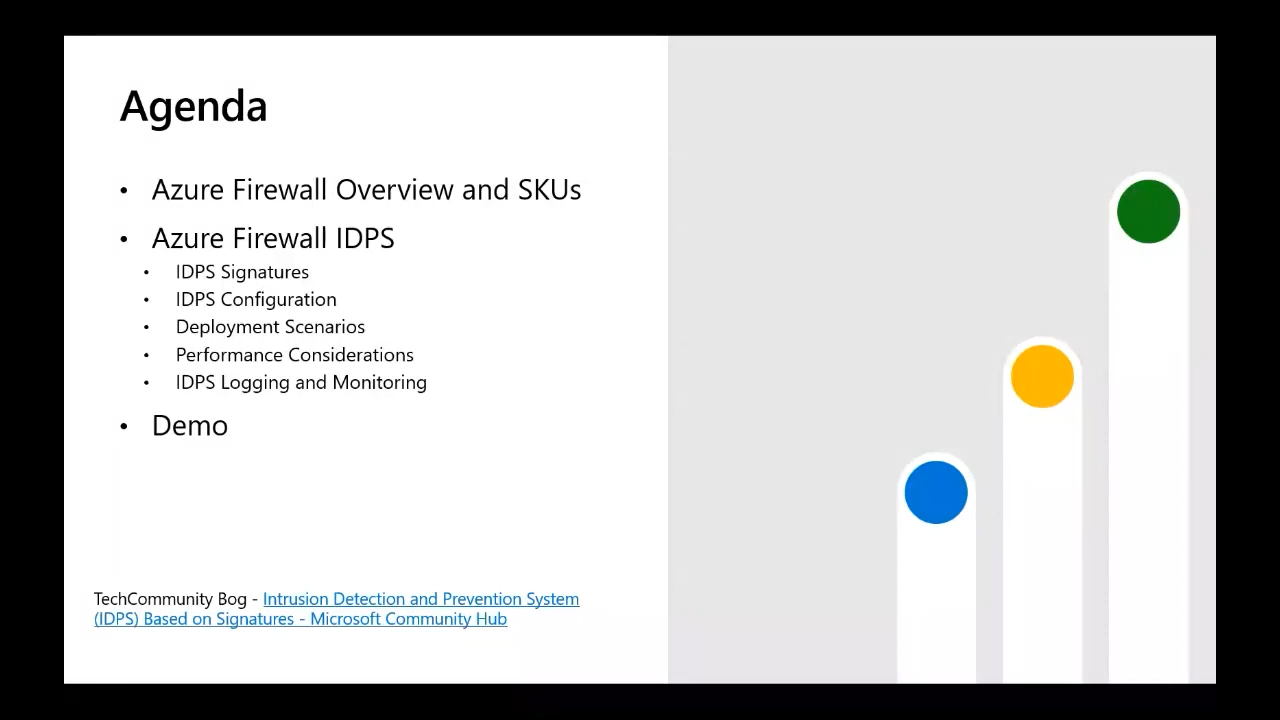 Agenda
• Azure Firewall Overview and SKUs
• Azure Firewall IDPS
• IDPS Signatures
• IDPS Configuration
• Deployment Scenarios
• Performance Considerations
• IDPS Logging and Monitoring
• Demo
TechCommunity Bog - Intrusion Detection and Prevention System
(IDPS) Based on Signatures - Microsoft Community Hub